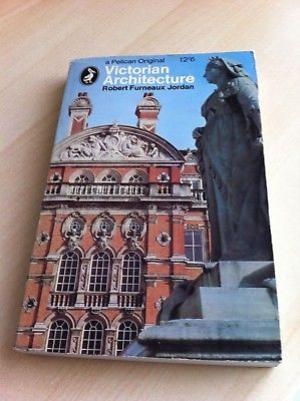 a Pelican Original 12'6
Victorian
Architecture
Robert Furneaux Jordan